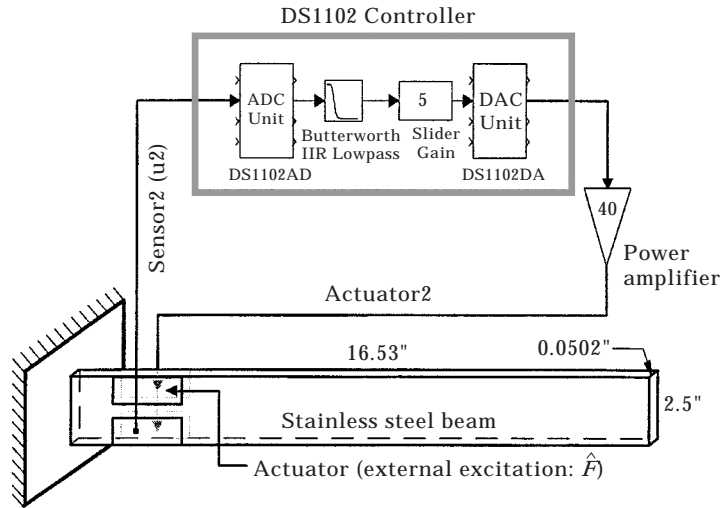 DS1102 Controller
ADC
Unit
5
DAC
Unit
Butterworth
IIR Lowpass
Slider
Gain
DS1102AD
DS1102DA
Sensor2 (u2)
40
Power
amplifier
Actuator2
16.53"
0.0502"
2.5"
Stainless steel beam
Actuator (external excitation: F̂)